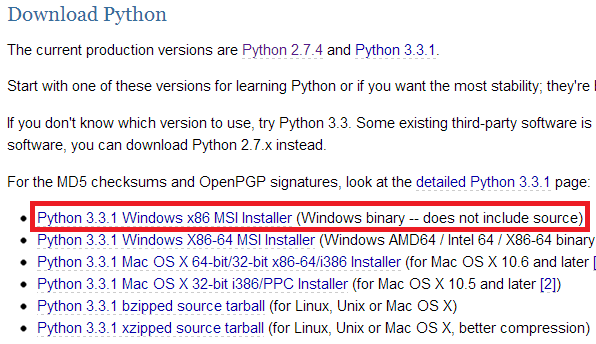 Download Python
The current production versions are Python 2.7.4 and Python 3.3.1.
Start with one of these versions for learning Python or if you want the most stability; they're
If you don't know which version to use, try Python 3.3. Some existing third-party software is
software, you can download Python 2.7.x instead.
For the MD5 checksums and OpenPGP signatures, look at the detailed Python 3.3.1 page:
• Python 3.3.1 Windows x86 MSI Installer (Windows binary -- does not include source)
• Python 3.3.1 Windows X86-64 MSI Installer (Windows AMD64 / Intel 64 / X86-64 binary
• Python 3.3.1 Mac OS X 64-bit/32-bit x86-64/i386 Installer (for Mac OS X 10.6 and later [
• Python 3.3.1 Mac OS X 32-bit i386/PPC Installer (for Mac OS X 10.5 and later [2])
• Python 3.3.1 bzipped source tarball (for Linux, Unix or Mac OS X)
• Python 3.3.1 xzipped source tarball (for Linux, Unix or Mac OS X, better compression)